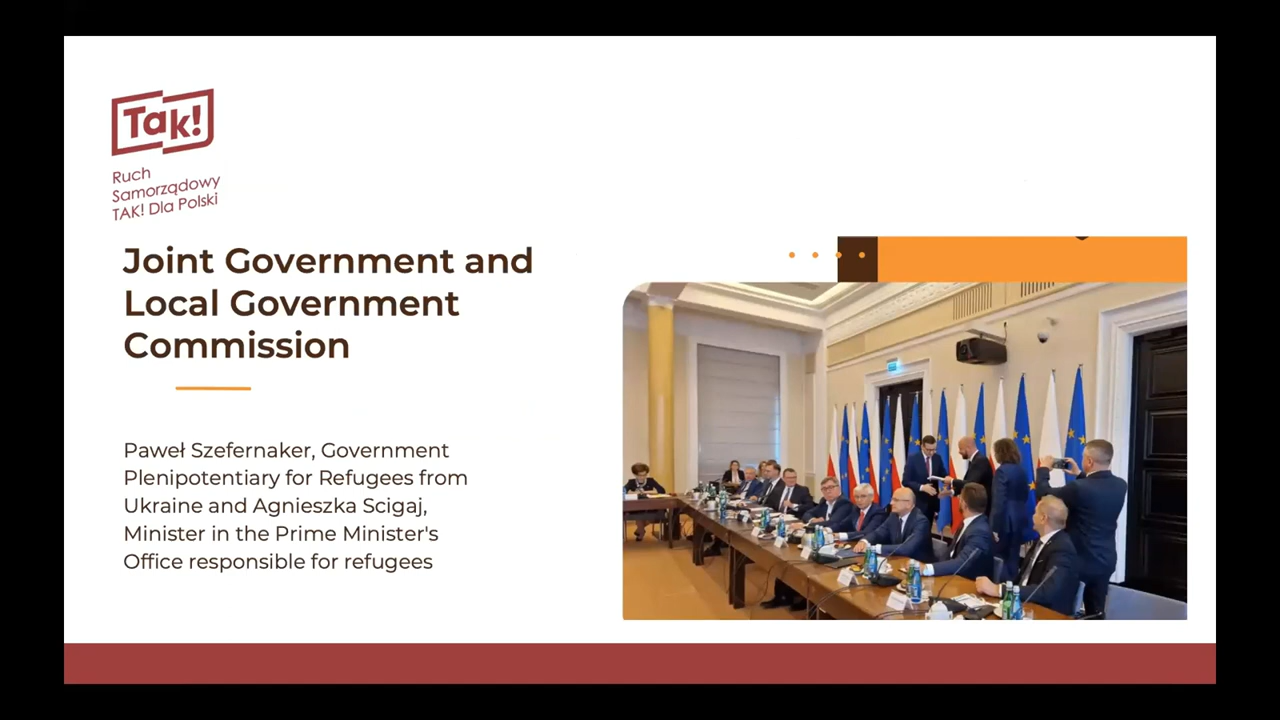 Tak!
Ruch
Samorządowy
TAK! Dla Polski
Joint Government and
Local Government
Commission
Paweł Szefernaker, Government
Plenipotentiary for Refugees from
Ukraine and Agnieszka Scigaj,
Minister in the Prime Minister's
Office responsible for refugees